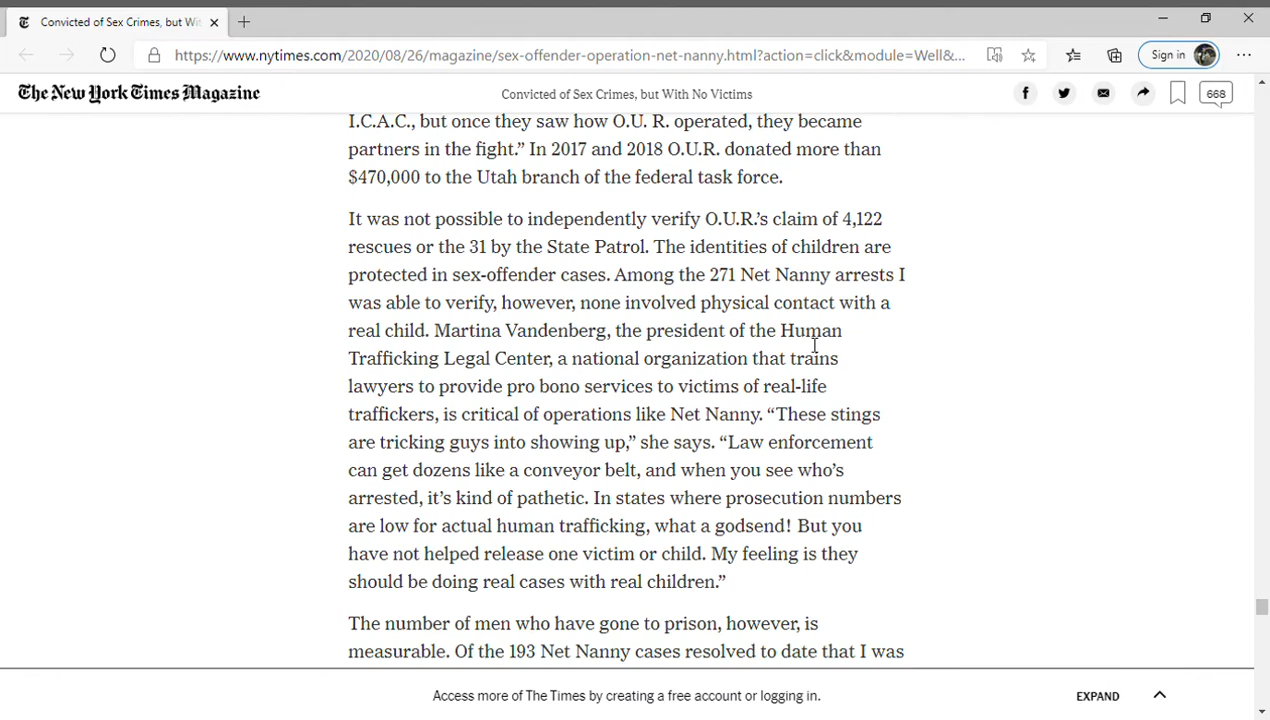 Convicted of Sex Crimes, but Wit
https://www.nytimes.com/2020/08/26/magazine/sex-offender-operation-net-nanny.html?action=click&module=Well&...
Sign in
The New York Times Magazine
Convicted of Sex Crimes, but With No Victims
668
I.C.A.C., but once they saw how O.U. R. operated, they became
partners in the fight.” In 2017 and 2018 O.U.R. donated more than
$470,000 to the Utah branch of the federal task force.
It was not possible to independently verify O.U.R.’s claim of 4,122
rescues or the 31 by the State Patrol. The identities of children are
protected in sex-offender cases. Among the 271 Net Nanny arrests I
was able to verify, however, none involved physical contact with a
real child. Martina Vandenberg, the president of the Human
Trafficking Legal Center, a national organization that trains
lawyers to provide pro bono services to victims of real-life
traffickers, is critical of operations like Net Nanny. “These stings
are tricking guys into showing up,” she says. “Law enforcement
can get dozens like a conveyor belt, and when you see who’s
arrested, it’s kind of pathetic. In states where prosecution numbers
are low for actual human trafficking, what a godsend! But you
have not helped release one victim or child. My feeling is they
should be doing real cases with real children.”
The number of men who have gone to prison, however, is
measurable. Of the 193 Net Nanny cases resolved to date that I was
Access more of The Times by creating a free account or logging in.
EXPAND